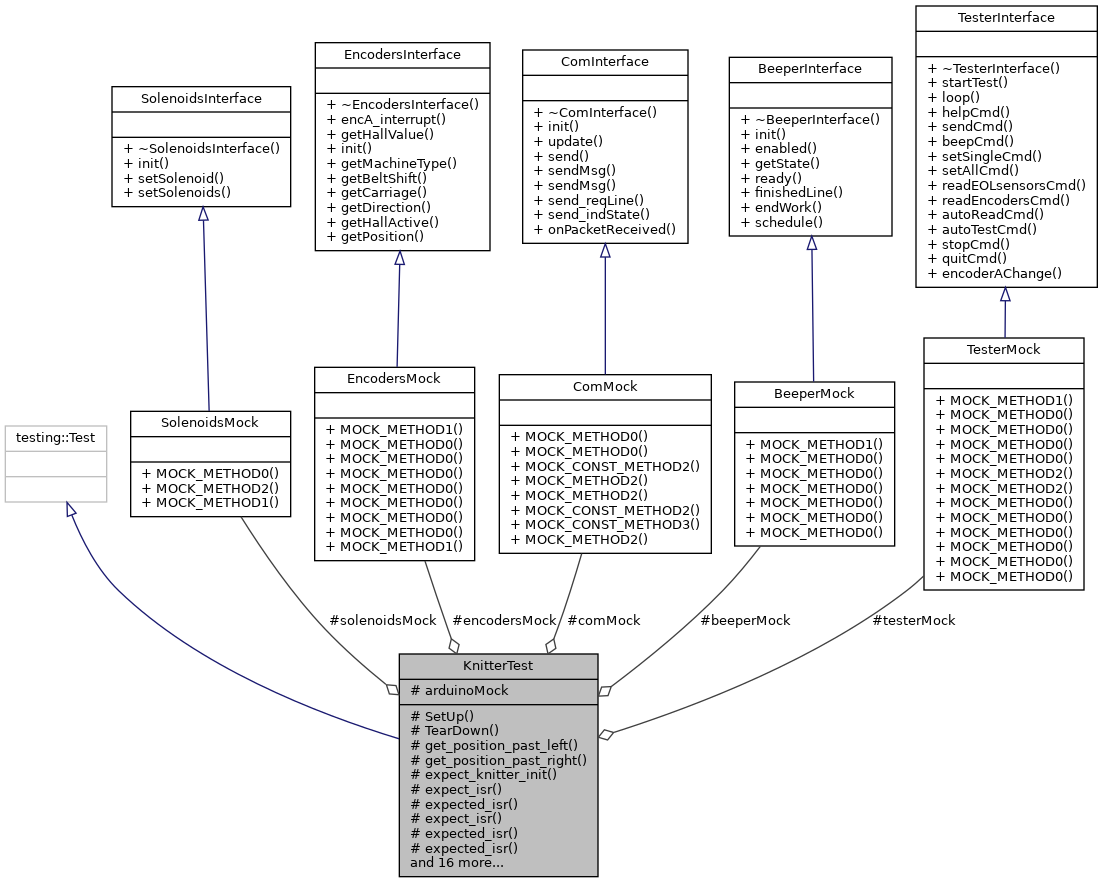 TesterInterface
+ ~TesterInterface()
+ startTest()
+ loop()
+ helpCmd()
+ sendCmd()
+ beepCmd()
+ setSingleCmd()
+ setAllCmd()
+ readEOLsensorsCmd()
+ readEncodersCmd()
+ autoReadCmd()
+ autoTestCmd()
+ stopCmd()
+ quitCmd()
+ encoderAChange()
EncodersInterface
+ ~EncodersInterface()
+ encA_interrupt()
+ getHallValue()
+ init()
+ getMachineType()
+ getBeltShift()
+ getCarriage()
+ getDirection()
+ getHallActive()
+ getPosition()
ComInterface
+ ~ComInterface()
+ init()
+ update()
+ send()
+ sendMsg()
+ sendMsg()
+ send_reqLine()
+ send_indState()
+ onPacketReceived()
BeeperInterface
+ ~BeeperInterface()
+ init()
+ enabled()
+ getState()
+ ready()
+ finishedLine()
+ endWork()
+ schedule()
SolenoidsInterface
+ ~SolenoidsInterface()
+ init()
+ setSolenoid()
+ setSolenoids()
TesterMock
+ MOCK_METHOD1()
+ MOCK_METHOD0()
+ MOCK_METHOD0()
+ MOCK_METHOD0()
+ MOCK_METHOD0()
+ MOCK_METHOD2()
+ MOCK_METHOD2()
+ MOCK_METHOD0()
+ MOCK_METHOD0()
+ MOCK_METHOD0()
+ MOCK_METHOD0()
+ MOCK_METHOD0()
+ MOCK_METHOD0()
EncodersMock
+ MOCK_METHOD1()
+ MOCK_METHOD0()
+ MOCK_METHOD0()
+ MOCK_METHOD0()
+ MOCK_METHOD0()
+ MOCK_METHOD0()
+ MOCK_METHOD0()
+ MOCK_METHOD0()
+ MOCK_METHOD1()
ComMock
+ MOCK_METHOD0()
+ MOCK_METHOD0()
+ MOCK_CONST_METHOD2()
+ MOCK_METHOD2()
+ MOCK_METHOD2()
+ MOCK_CONST_METHOD2()
+ MOCK_CONST_METHOD3()
+ MOCK_METHOD2()
BeeperMock
+ MOCK_METHOD1()
+ MOCK_METHOD0()
+ MOCK_METHOD0()
+ MOCK_METHOD0()
+ MOCK_METHOD0()
+ MOCK_METHOD0()
+ MOCK_METHOD0()
SolenoidsMock
+ MOCK_METHOD0()
+ MOCK_METHOD2()
+ MOCK_METHOD1()
testing::Test
#solenoidsMock
#encodersMock
#comMock
#beeperMock
#testerMock
KnitterTest
# arduinoMock
# SetUp()
# TearDown()
# get_position_past_left()
# get_position_past_right()
# expect_knitter_init()
# expect_isr()
# expected_isr()
# expect_isr()
# expected_isr()
# expected_isr()
and 16 more...